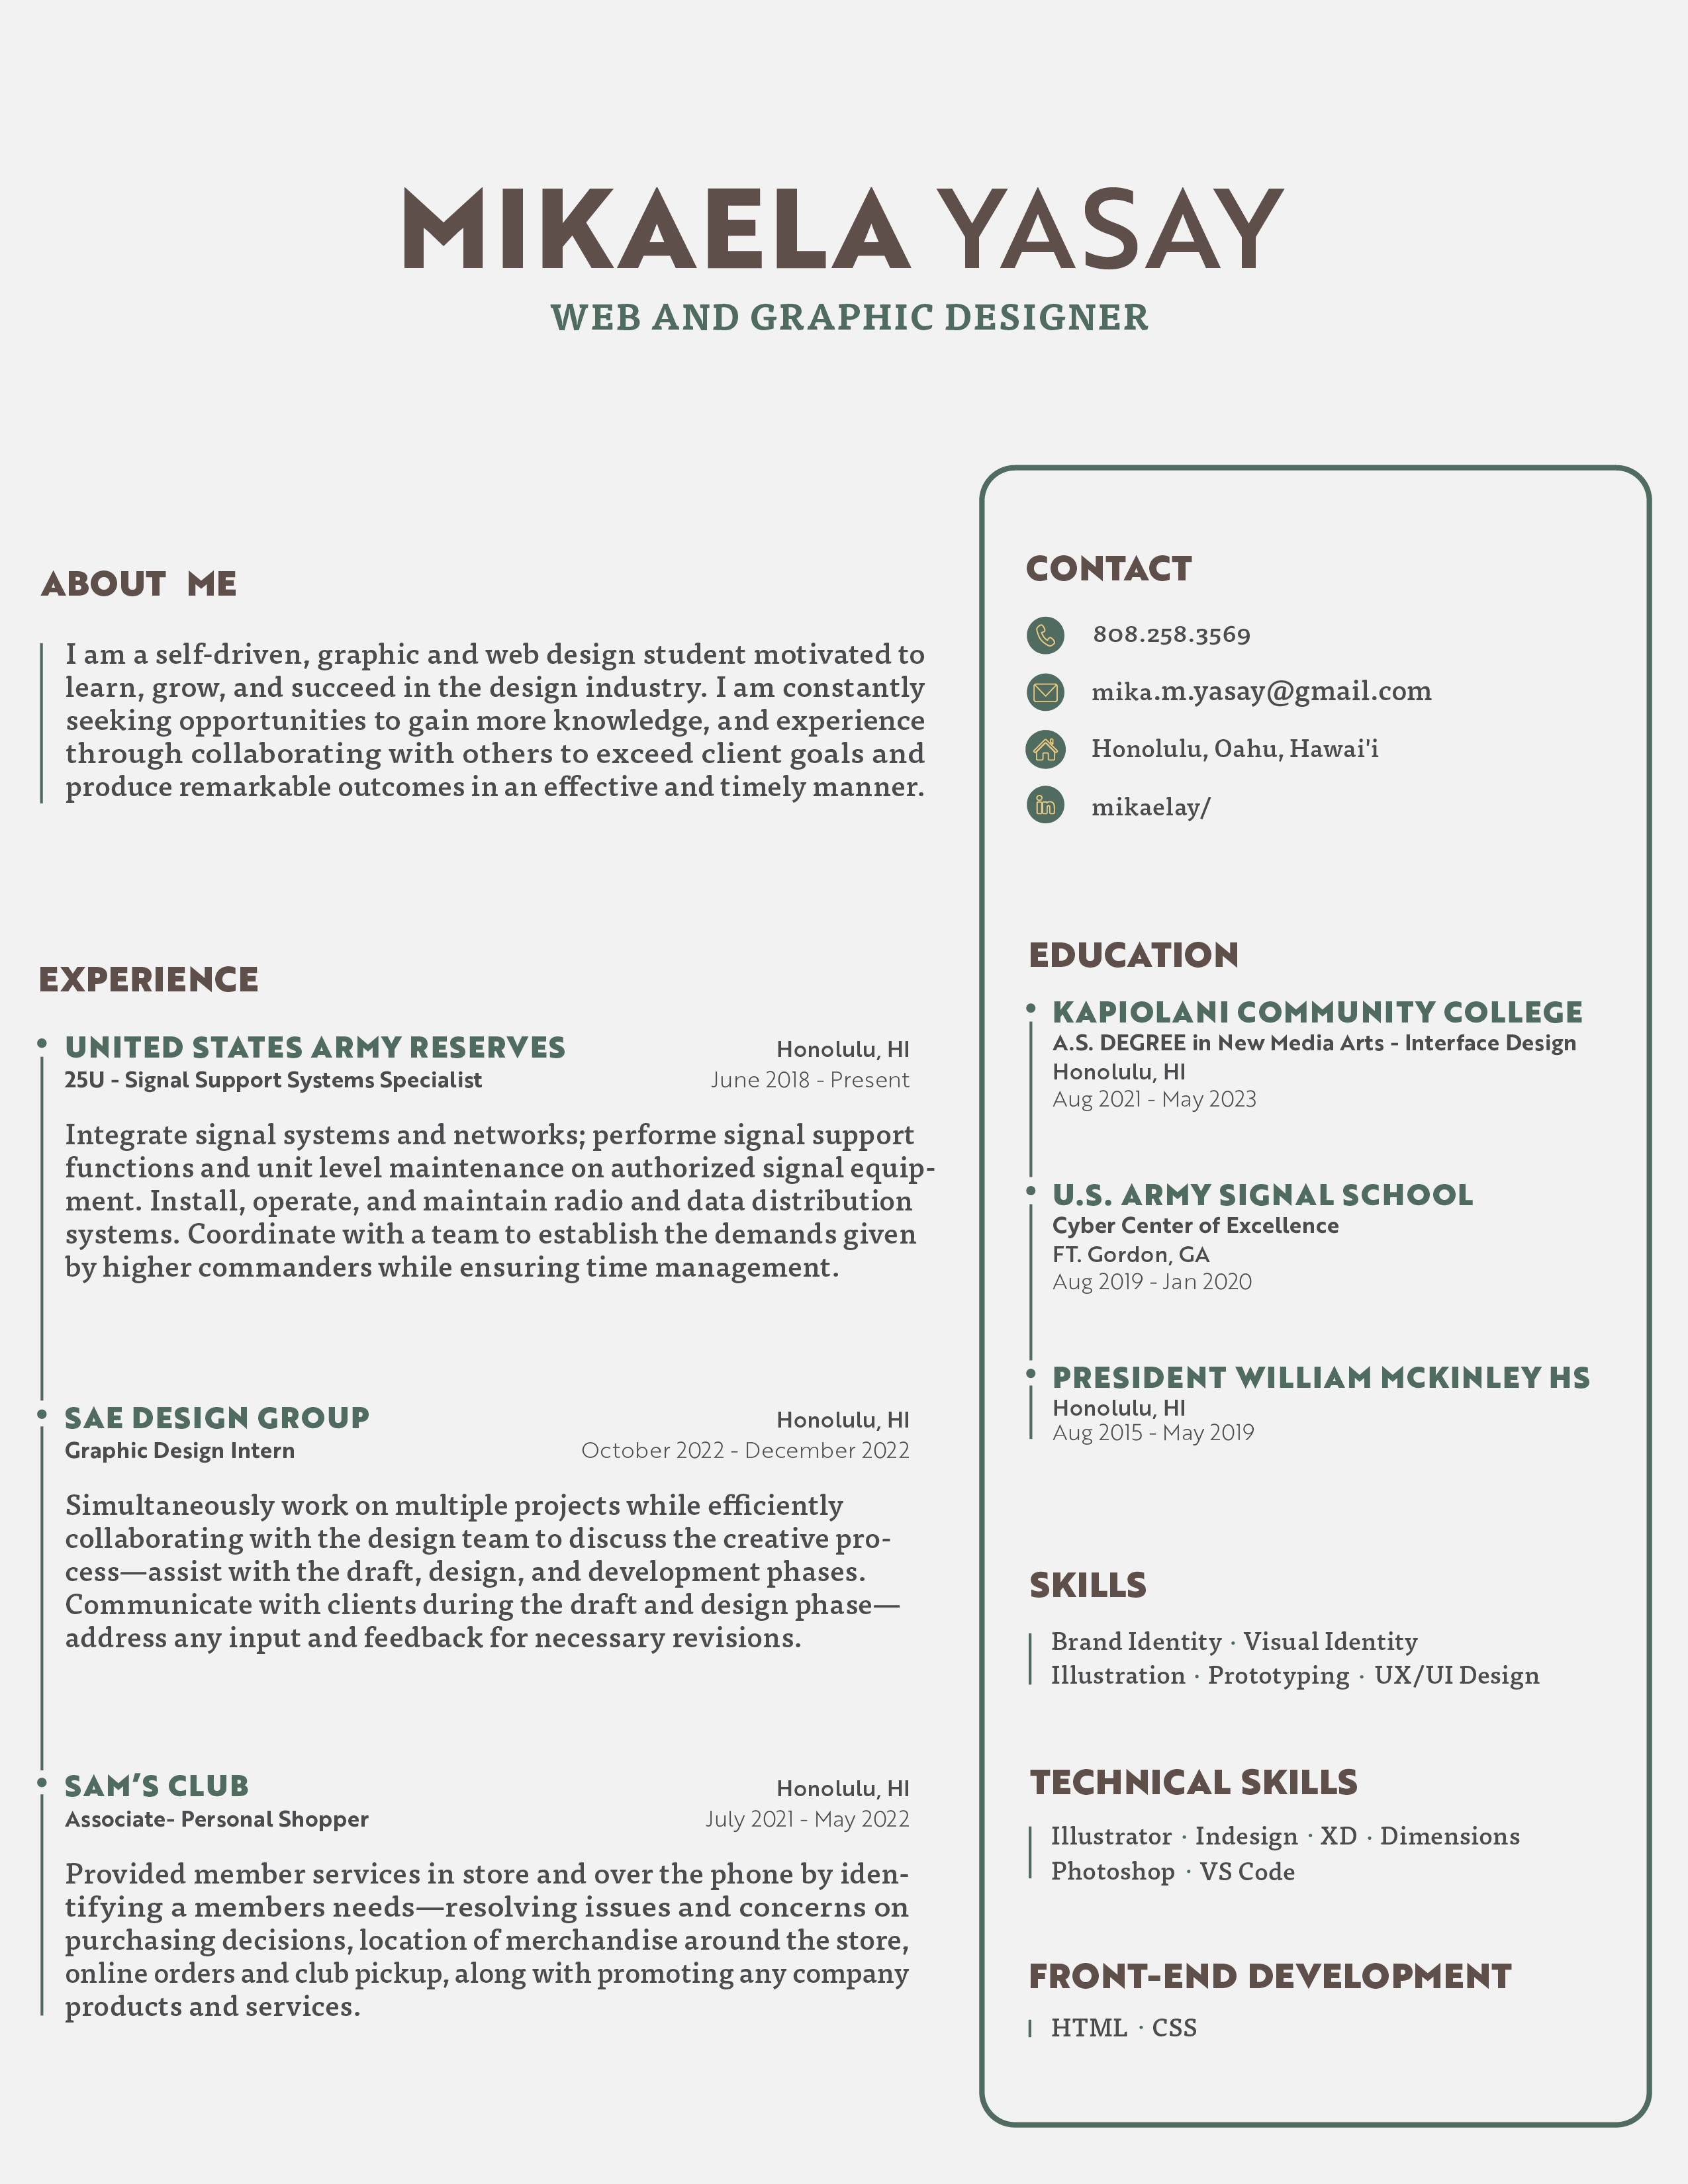 MIKAELA YASAY
WEB AND GRAPHIC DESIGNER
ABOUT ME
I am a self-driven, graphic and web design student motivated to
learn, grow, and succeed in the design industry. I am constantly
seeking opportunities to gain more knowledge, and experience
through collaborating with others to exceed client goals and
produce remarkable outcomes in an effective and timely manner.
EXPERIENCE
UNITED STATES ARMY RESERVES Honolulu, HI
25U - Signal Support Systems Specialist June 2018 - Present
Integrate signal systems and networks; performe signal support
functions and unit level maintenance on authorized signal equip-
ment. Install, operate, and maintain radio and data distribution
systems. Coordinate with a team to establish the demands given
by higher commanders while ensuring time management.
SAE DESIGN GROUP Honolulu, HI
Graphic Design Intern October 2022 - December 2022
Simultaneously work on multiple projects while efficiently
collaborating with the design team to discuss the creative pro-
cess—assist with the draft, design, and development phases.
Communicate with clients during the draft and design phase—
address any input and feedback for necessary revisions.
SAM'S CLUB Honolulu, HI
Associate- Personal Shopper July 2021 - May 2022
Provided member services in store and over the phone by iden-
tifying a members needs—resolving issues and concerns on
purchasing decisions, location of merchandise around the store,
online orders and club pickup, along with promoting any company
products and services.
CONTACT
808.258.3569
mika.m.yasay@gmail.com
Honolulu, Oahu, Hawai'i
in mikaelay/
EDUCATION
KAPIOLANI COMMUNITY COLLEGE
A.S. DEGREE in New Media Arts - Interface Design
Honolulu, HI
Aug 2021 - May 2023
U.S. ARMY SIGNAL SCHOOL
Cyber Center of Excellence
FT. Gordon, GA
Aug 2019 - Jan 2020
PRESIDENT WILLIAM MCKINLEY HS
Honolulu, HI
Aug 2015 - May 2019
SKILLS
Brand Identity · Visual Identity
Illustration · Prototyping · UX/UI Design
TECHNICAL SKILLS
Illustrator · Indesign · XD · Dimensions
Photoshop · VS Code
FRONT-END DEVELOPMENT
HTML · CSS